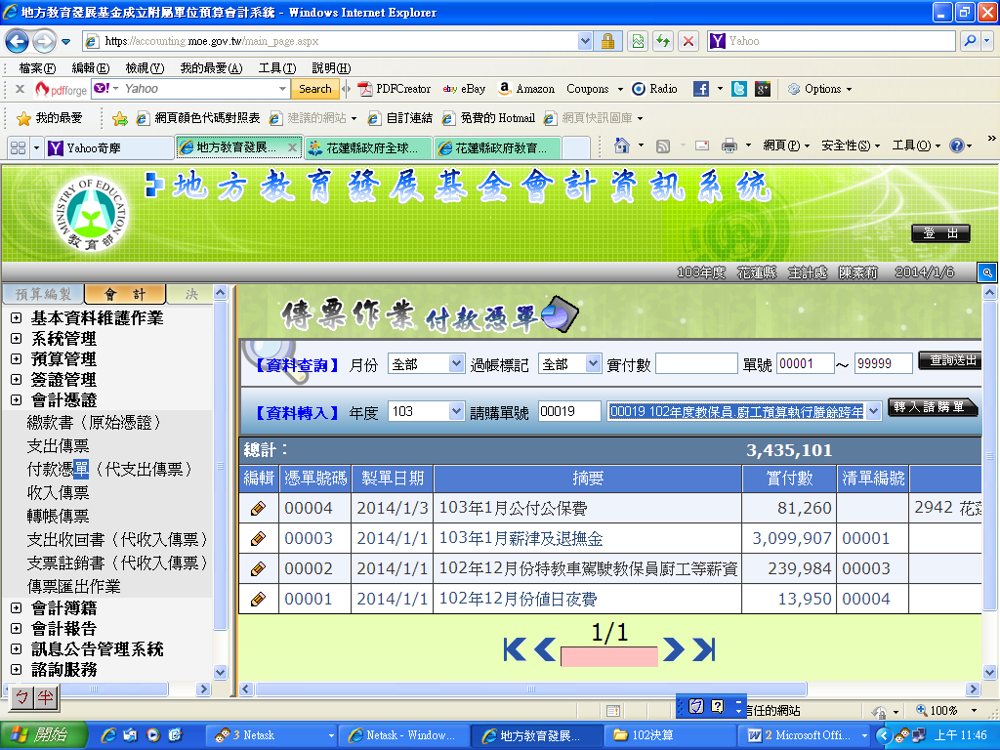 地方教育發展基金成立附屬單位預算會計系統 - Windows Internet Explorer
https://accounting.moe.gov.tw/main_page.aspx
Yahoo
檔案(F) 編輯(E) 檢視(V) 我的最愛(A) 工具(T) 說明(H)
pdfforge Yahoo Search PDFCreator eBay Amazon Coupons Radio Options
我的最愛 網頁顏色代碼對照表 建議的網站 自訂連結 免費的 Hotmail 網頁快訊圖庫
Yahoo奇摩 地方教育發展... 花蓮縣政府全球... 花蓮縣政府教育... 網頁(P) 安全性(S) 工具(O)
MINISTRY OF EDUCATION 教育部
地方教育發展基金會計資訊系統
登 出
103年度 花蓮縣 主計處 陳素莉 2014/1/6
預算編製 會 計 決
基本資料維護作業
系統管理
預算管理
簽證管理
會計憑證
繳款書（原始憑證）
支出傳票
付款憑單（代支出傳票）
收入傳票
轉帳傳票
支出收回書（代收入傳票）
支票註銷書（代收入傳票）
傳票匯出作業
會計簿籍
會計報告
訊息公告管理系統
諮詢服務
傳票作業 付款憑單
【資料查詢】 月份 全部 過帳標記 全部 實付數 單號 00001 ～ 99999 查詢送出
【資料轉入】 年度 103 請購單號 00019 00019 102年度教保員.廚工預算執行賸餘跨年 轉入請購單
總計： 3,435,101
編輯 憑單號碼 製單日期 摘要 實付數 清單編號
00004 2014/1/3 103年1月公付公保費 81,260 2942 花
00003 2014/1/1 103年1月薪津及退撫金 3,099,907 00001
00002 2014/1/1 102年12月份特教車駕駛教保員廚工等薪資 239,984 00003
00001 2014/1/1 102年12月份值日夜費 13,950 00004
1/1
ㄅ 半
信任的網站 100%
開始 3 Netask Netask - Window... 地方教育發展... 102決算 2 Microsoft Offi... 上午 11:46